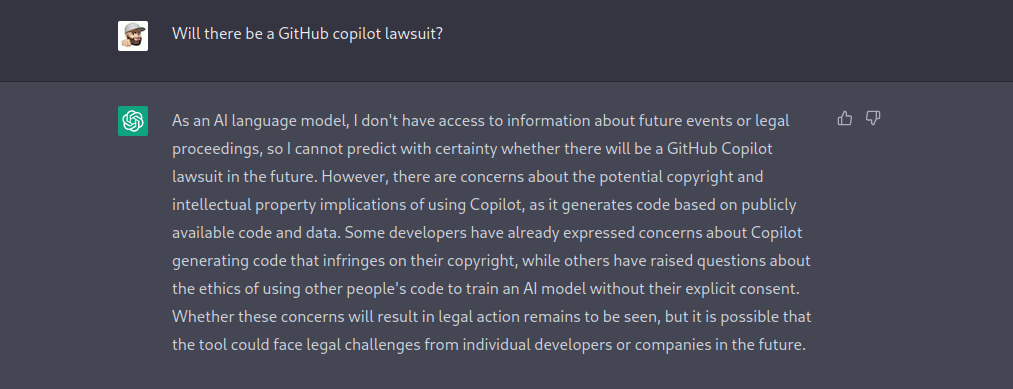 Will there be a GitHub copilot lawsuit?
As an AI language model, I don't have access to information about future events or legal
proceedings, so I cannot predict with certainty whether there will be a GitHub Copilot
lawsuit in the future. However, there are concerns about the potential copyright and
intellectual property implications of using Copilot, as it generates code based on publicly
available code and data. Some developers have already expressed concerns about Copilot
generating code that infringes on their copyright, while others have raised questions about
the ethics of using other people's code to train an AI model without their explicit consent.
Whether these concerns will result in legal action remains to be seen, but it is possible that
the tool could face legal challenges from individual developers or companies in the future.